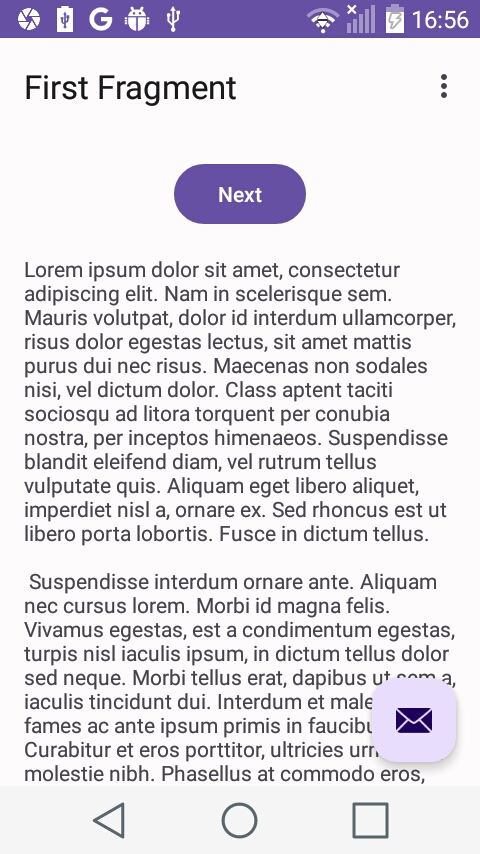 16:56
First Fragment
Next
Lorem ipsum dolor sit amet, consectetur
adipiscing elit. Nam in scelerisque sem.
Mauris volutpat, dolor id interdum ullamcorper,
risus dolor egestas lectus, sit amet mattis
purus dui nec risus. Maecenas non sodales
nisi, vel dictum dolor. Class aptent taciti
sociosqu ad litora torquent per conubia
nostra, per inceptos himenaeos. Suspendisse
blandit eleifend diam, vel rutrum tellus
vulputate quis. Aliquam eget libero aliquet,
imperdiet nisl a, ornare ex. Sed rhoncus est ut
libero porta lobortis. Fusce in dictum tellus.
Suspendisse interdum ornare ante. Aliquam
nec cursus lorem. Morbi id magna felis.
Vivamus egestas, est a condimentum egestas,
turpis nisl iaculis ipsum, in dictum tellus dolor
sed neque. Morbi tellus erat, dapibus ut sem a,
iaculis tincidunt dui. Interdum et
fames ac ante ipsum primis in
Curabitur et eros porttitor, ultricies
molestie nibh. Phasellus at commodo eros,